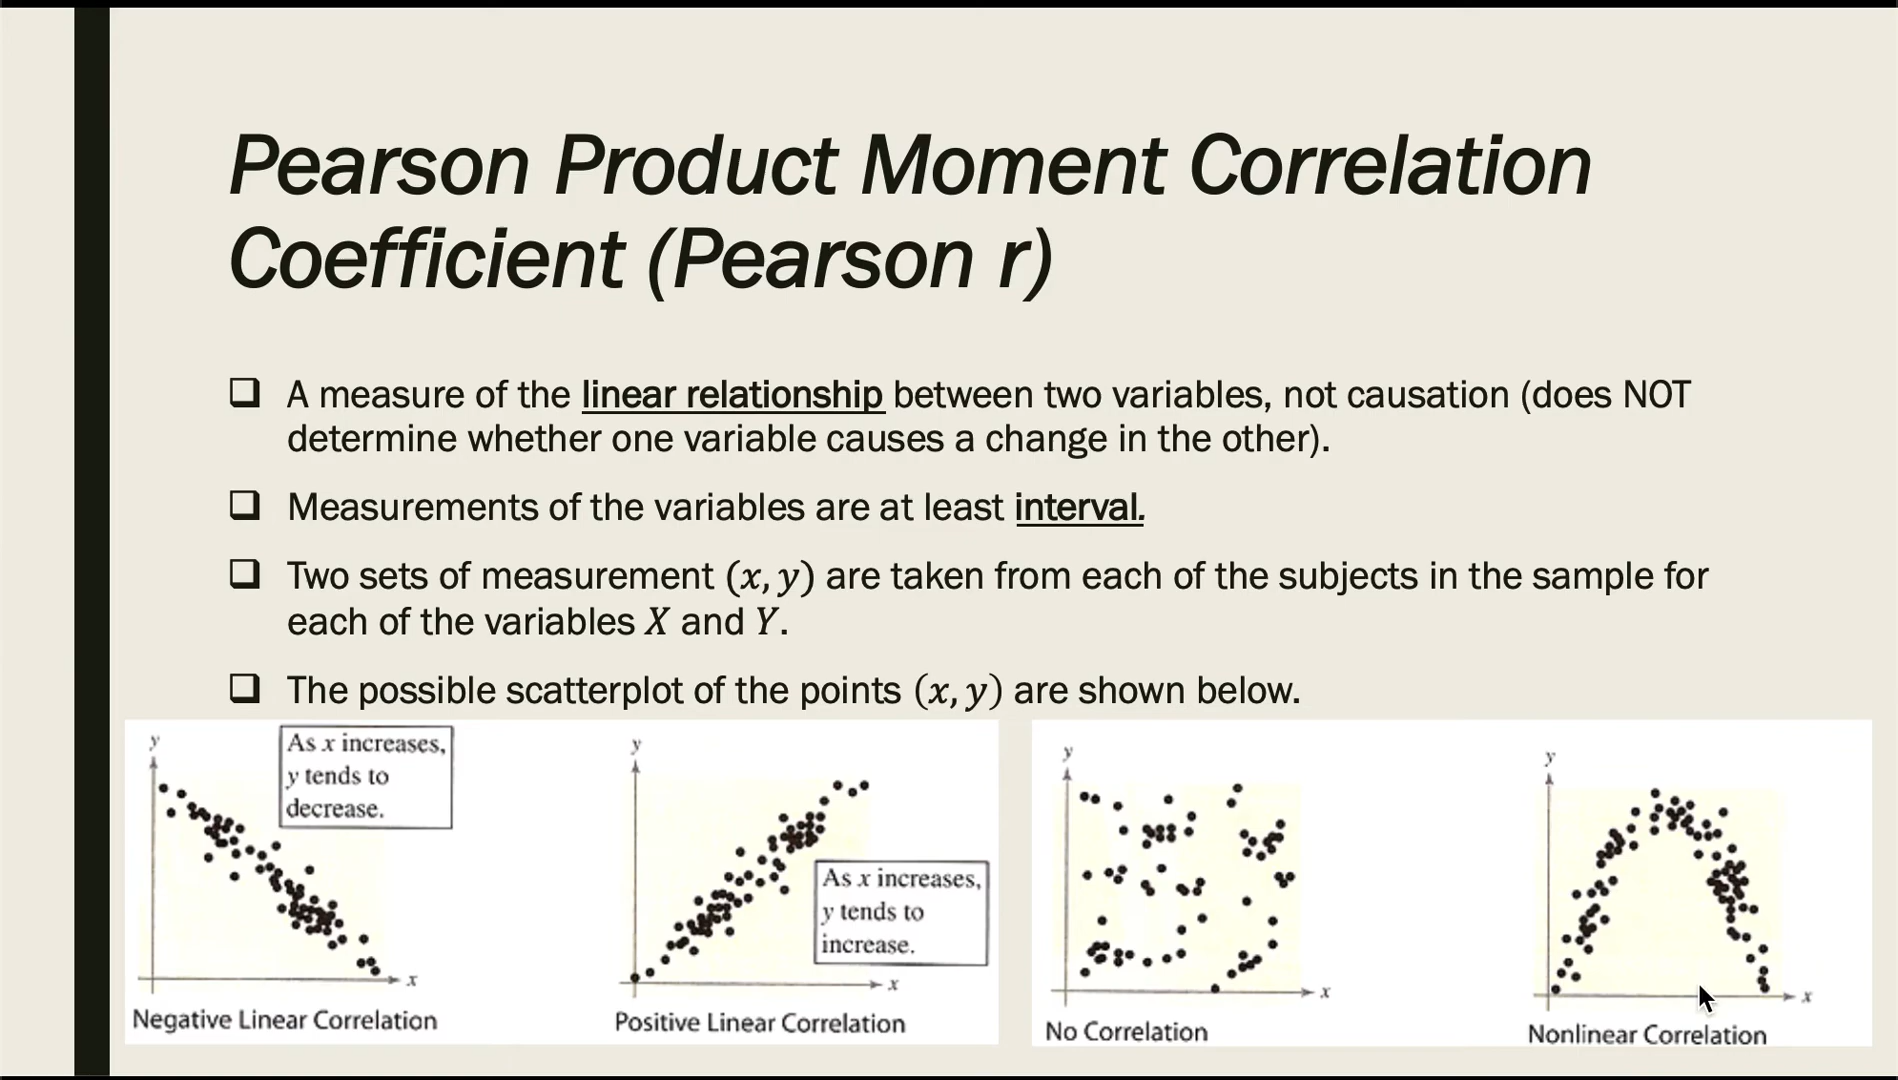 Pearson Product Moment Correlation
Coefficient (Pearson r)
❑ A measure of the linear relationship between two variables, not causation (does NOT
determine whether one variable causes a change in the other).
❑ Measurements of the variables are at least interval.
❑ Two sets of measurement (x, y) are taken from each of the subjects in the sample for
each of the variables X and Y.
❑ The possible scatterplot of the points (x, y) are shown below.
y
As x increases,
y tends to
decrease.
x
Negative Linear Correlation
y
As x increases,
y tends to
increase.
x
Positive Linear Correlation
y
x
No Correlation
y
x
Nonlinear Correlation